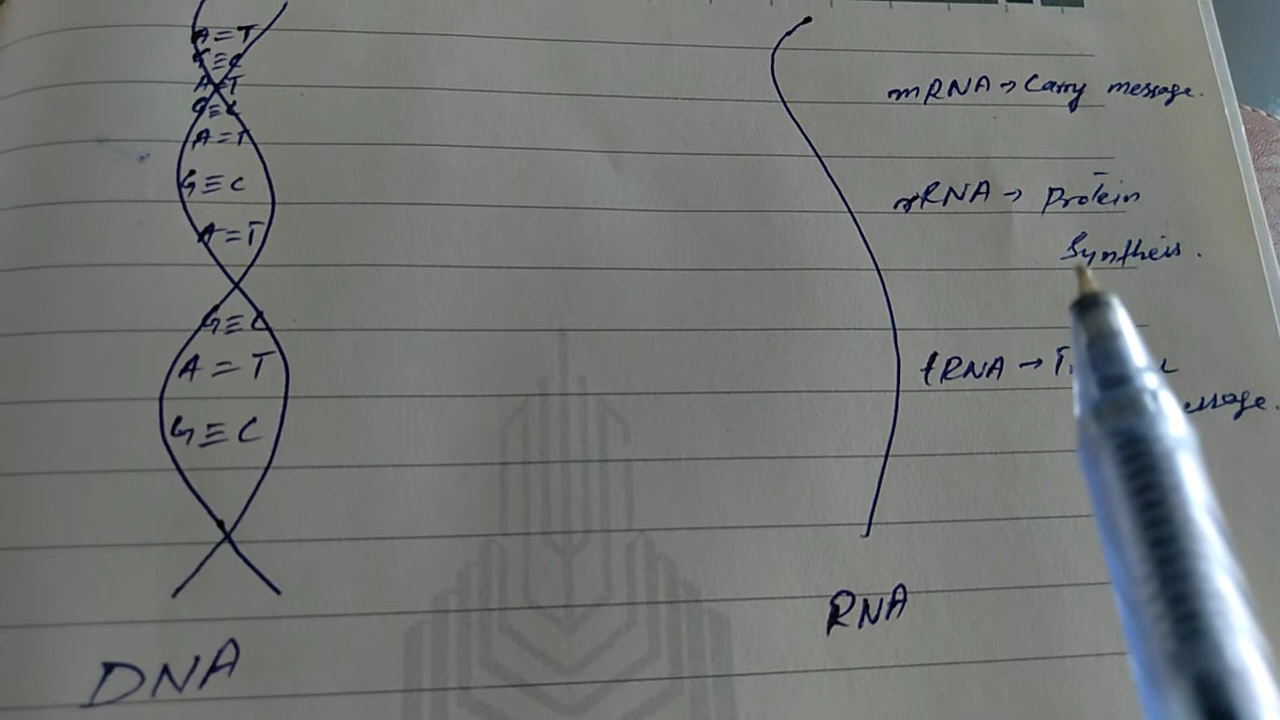 A = T
G ≡ C
A = T
G ≡ C
A = T
G ≡ C
A = T
G ≡ C
A = T
G ≡ C
DNA
mRNA → Carry message.
rRNA → Protein
Synthesis.
tRNA →
RNA